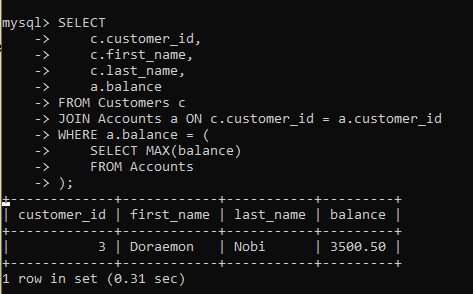 mysql> SELECT
    ->     c.customer_id,
    ->     c.first_name,
    ->     c.last_name,
    ->     a.balance
    -> FROM Customers c
    -> JOIN Accounts a ON c.customer_id = a.customer_id
    -> WHERE a.balance = (
    ->     SELECT MAX(balance)
    ->     FROM Accounts
    -> );
+-------------+------------+-----------+---------+
| customer_id | first_name | last_name | balance |
+-------------+------------+-----------+---------+
|           3 | Doraemon   | Nobi      | 3500.50 |
+-------------+------------+-----------+---------+
1 row in set (0.31 sec)